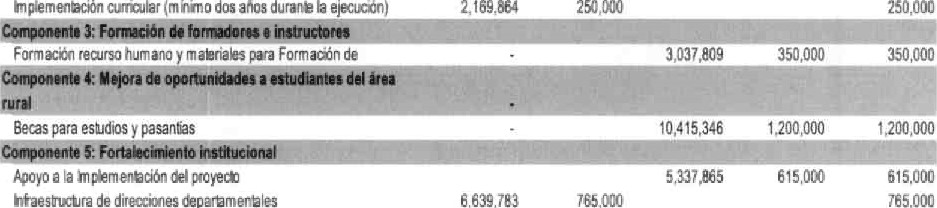 Implementación curricular (mínimo dos años durante la ejecución) 2,169,864 250,000 250,000
Componente 3: Formación de formadores e instructores
Formación recurso humano y materiales para Formación de - 3,037,809 350,000 350,000
Componente 4: Mejora de oportunidades a estudiantes del área
rural -
Becas para estudios y pasantías - 10,415,346 1,200,000 1,200,000
Componente 5: Fortalecimiento institucional
Apoyo a la Implementación del proyecto 5,337,865 615,000 615,000
Infraestructura de direcciones departamentales 6,639,783 765,000 765,000